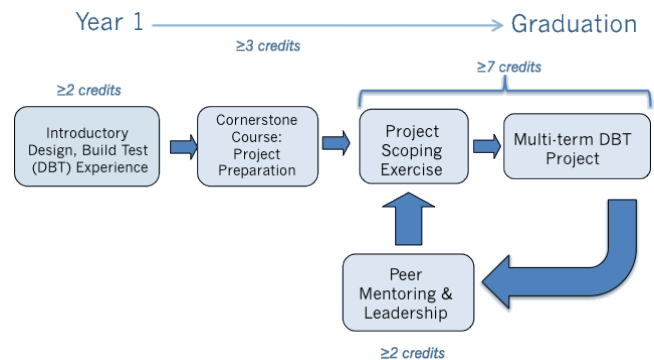 Year 1
Graduation
≥3 credits
≥7 credits
≥2 credits
Introductory
Design, Build Test
(DBT) Experience
Cornerstone
Course:
Project
Preparation
Project
Scoping
Exercise
Multi-term DBT
Project
Peer
Mentoring &
Leadership
≥2 credits